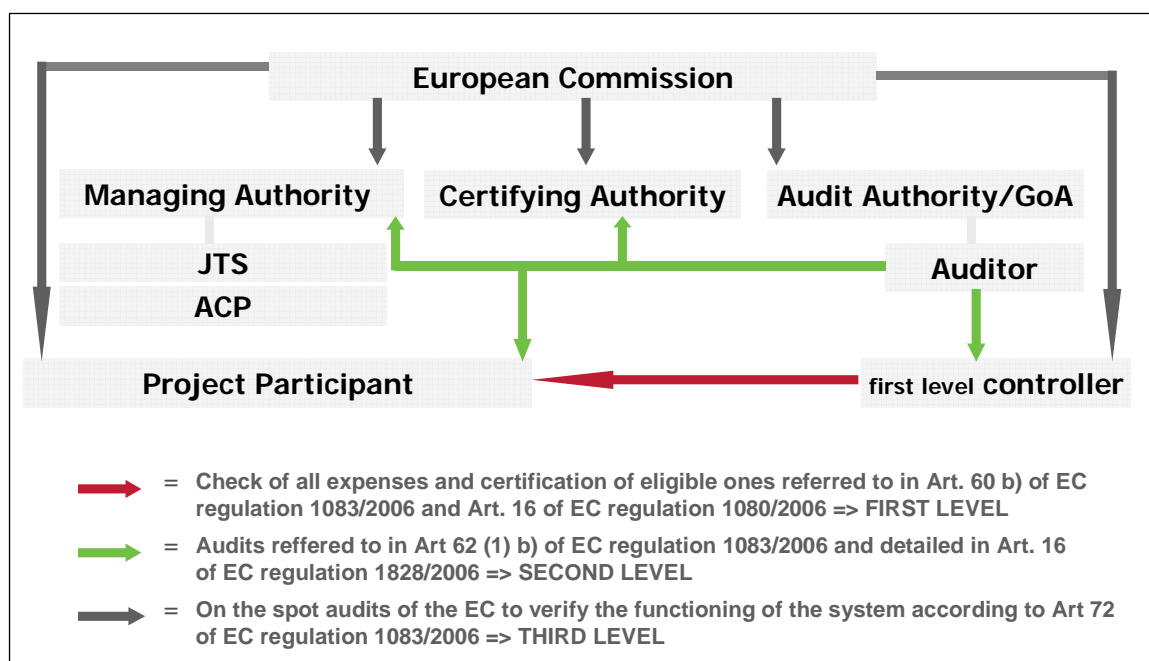 European Commission
Managing Authority
Certifying Authority
Audit Authority/GoA
JTS
Auditor
ACP
Project Participant
first level controller
= Check of all expenses and certification of eligible ones referred to in Art. 60 b) of EC
regulation 1083/2006 and Art. 16 of EC regulation 1080/2006 => FIRST LEVEL
= Audits reffered to in Art 62 (1) b) of EC regulation 1083/2006 and detailed in Art. 16
of EC regulation 1828/2006 => SECOND LEVEL
= On the spot audits of the EC to verify the functioning of the system according to Art 72
of EC regulation 1083/2006 => THIRD LEVEL